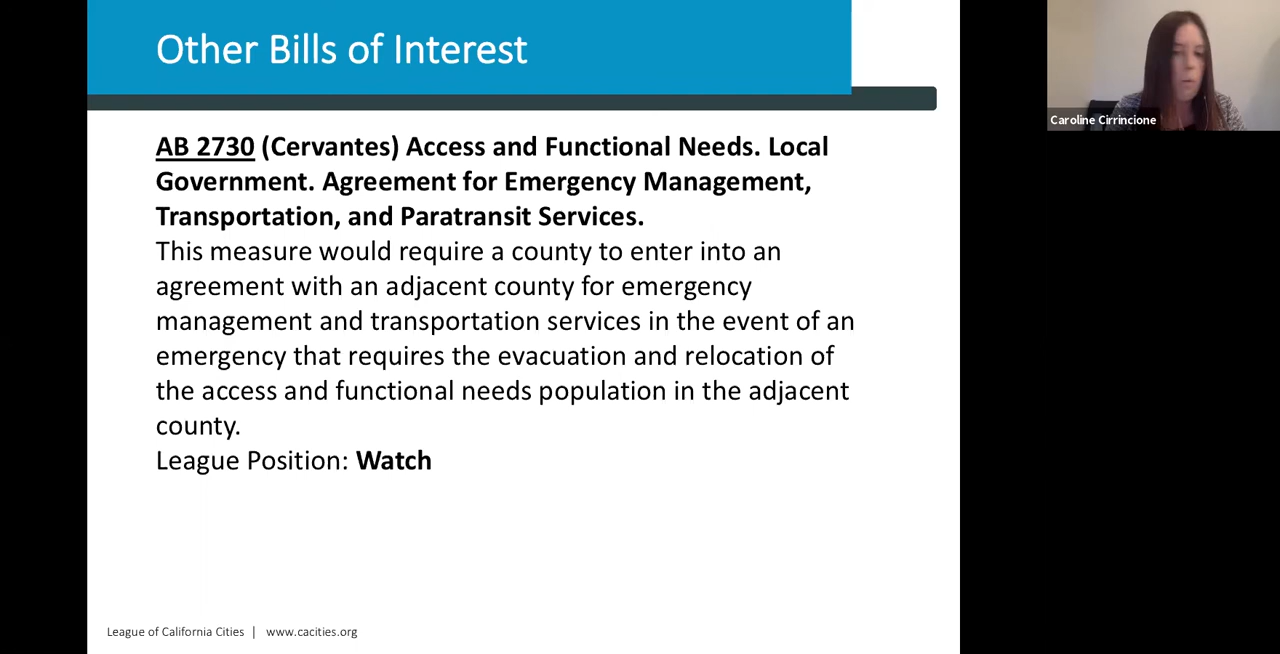 Other Bills of Interest
Caroline Cirrincione
AB 2730 (Cervantes) Access and Functional Needs. Local
Government. Agreement for Emergency Management,
Transportation, and Paratransit Services.
This measure would require a county to enter into an
agreement with an adjacent county for emergency
management and transportation services in the event of an
emergency that requires the evacuation and relocation of
the access and functional needs population in the adjacent
county.
League Position: Watch
League of California Cities | www.cacities.org